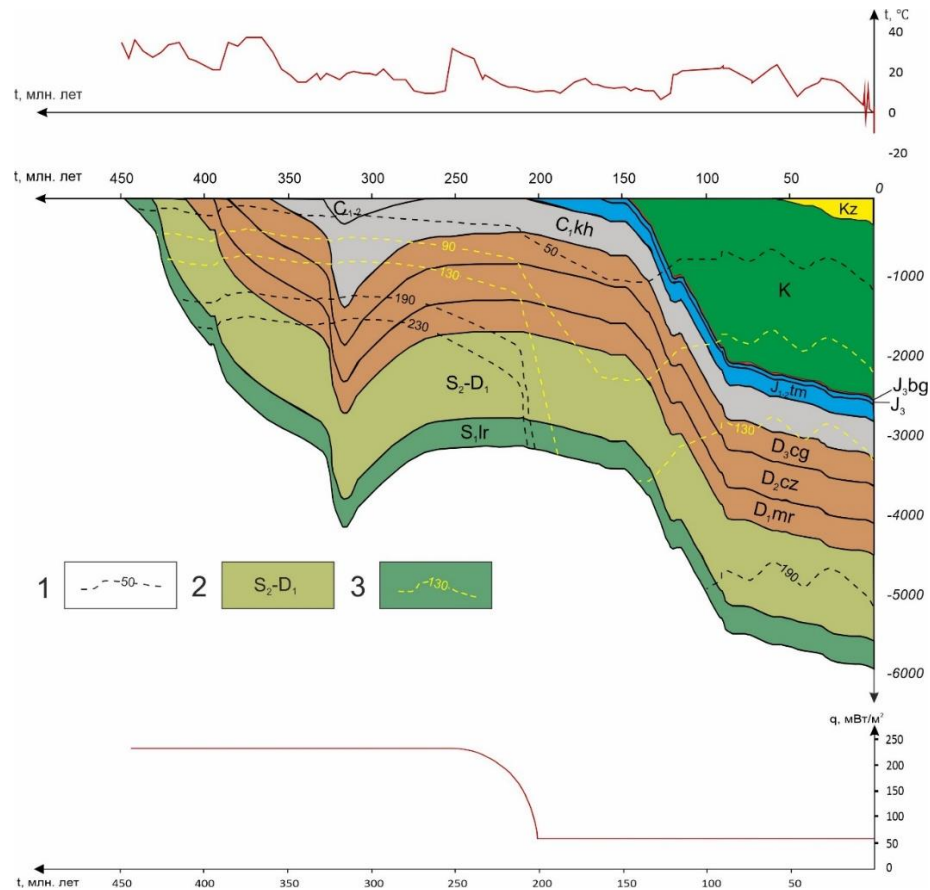 t, °C
40
20
t, млн. лет
0
-20
t, млн. лет
450
400
350
300
250
200
150
100
50
0
Kz
C₁₋₂
C₁kh
90
50
-1000
130
K
190
230
-2000
J₁₋₂tm
J₃bg
S₂-D₁
J₃
S₁lr
130
D₃cg
-3000
D₂cz
D₁mr
-4000
1
50
2
S₂-D₁
3
130
190
-5000
-6000
q, мВт/м²
250
200
150
100
50
0
t, млн. лет
450
400
350
300
250
200
150
100
50
0